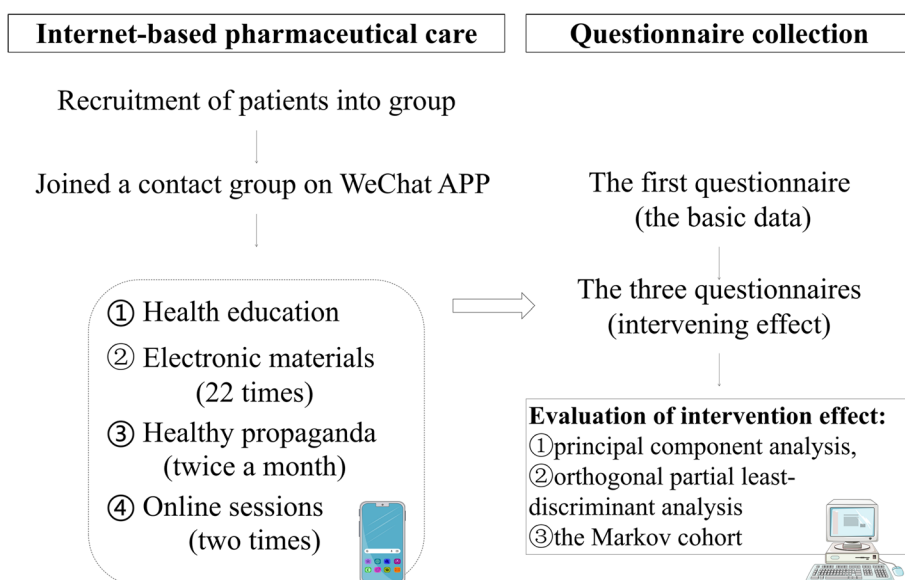 Internet-based pharmaceutical care
Recruitment of patients into group
Joined a contact group on WeChat APP
① Health education
② Electronic materials
(22 times)
③ Healthy propaganda
(twice a month)
④ Online sessions
(two times)
Questionnaire collection
The first questionnaire
(the basic data)
The three questionnaires
(intervening effect)
Evaluation of intervention effect:
①principal component analysis,
②orthogonal partial least-
discriminant analysis
③the Markov cohort